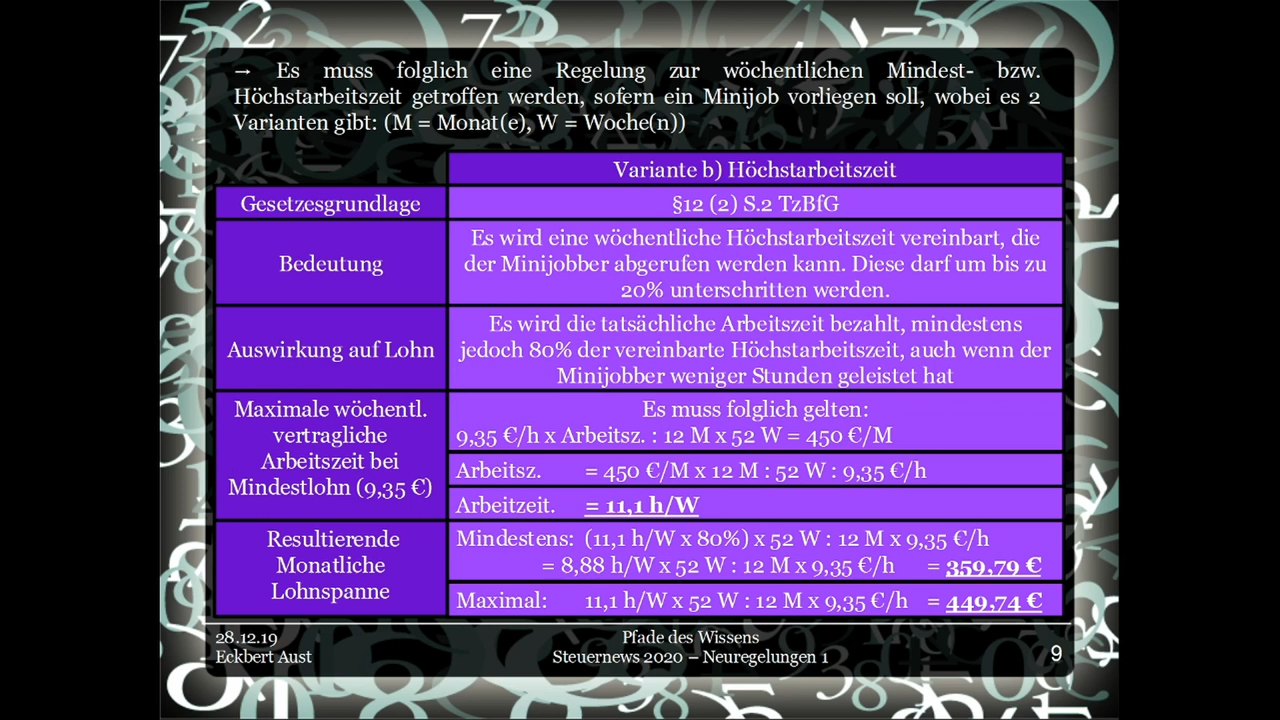 → Es muss folglich eine Regelung zur wöchentlichen Mindest- bzw.
Höchstarbeitszeit getroffen werden, sofern ein Minijob vorliegen soll, wobei es 2
Varianten gibt: (M = Monat(e), W = Woche(n))
Variante b) Höchstarbeitszeit
Gesetzesgrundlage
§12 (2) S.2 TzBfG
Bedeutung
Es wird eine wöchentliche Höchstarbeitszeit vereinbart, die
der Minijobber abgerufen werden kann. Diese darf um bis zu
20% unterschritten werden.
Auswirkung auf Lohn
Es wird die tatsächliche Arbeitszeit bezahlt, mindestens
jedoch 80% der vereinbarte Höchstarbeitszeit, auch wenn der
Minijobber weniger Stunden geleistet hat
Maximale wöchentl.
vertragliche
Arbeitszeit bei
Mindestlohn (9,35 €)
Es muss folglich gelten:
9,35 €/h x Arbeitsz. : 12 M x 52 W = 450 €/M
Arbeitsz. = 450 €/M x 12 M : 52 W : 9,35 €/h
Arbeitzeit. = 11,1 h/W
Resultierende
Monatliche
Lohnspanne
Mindestens: (11,1 h/W x 80%) x 52 W : 12 M x 9,35 €/h
= 8,88 h/W x 52 W : 12 M x 9,35 €/h = 359,79 €
Maximal: 11,1 h/W x 52 W : 12 M x 9,35 €/h = 449,74 €
28.12.19
Eckbert Aust
Pfade des Wissens
Steuernews 2020 – Neuregelungen 1
9